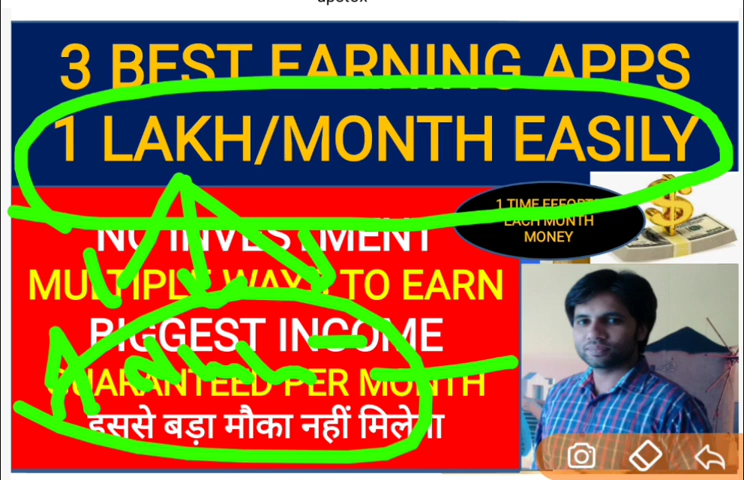 upstox
3 BEST EARNING APPS
1 LAKH/MONTH EASILY
1 TIME EFFORT
EACH MONTH
MONEY
NO INVESTMENT
MULTIPLE WAYS TO EARN
BIGGEST INCOME
GUARANTEED PER MONTH
इससे बड़ा मौका नहीं मिलेगा